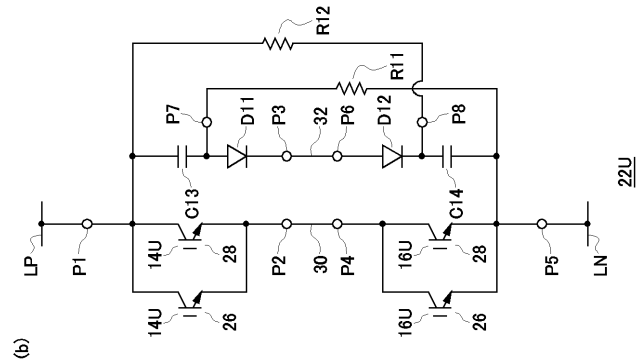 (b)
LP
P1
14U
26
14U
28
C13
P7
D11
R12
R11
P2
30
P4
P3
32
P6
D12
P8
16U
26
16U
28
C14
P5
LN
22U